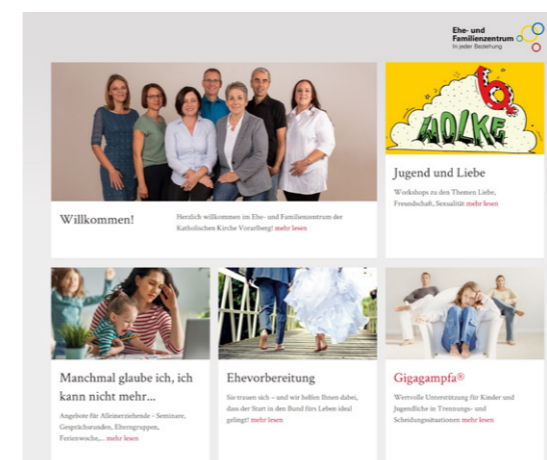 Ehe- und
Familienzentrum
In jeder Beziehung
WOLKE
6
Willkommen!
Herzlich willkommen im Ehe- und Familienzentrum der
Katholischen Kirche Vorarlberg! mehr lesen
Jugend und Liebe
Workshops zu den Themen Liebe,
Freundschaft, Sexualität mehr lesen
Manchmal glaube ich, ich
kann nicht mehr...
Angebote für Alleinerziehende - Seminare,
Gesprächsrunden, Elterngruppen,
Ferienwoche,... mehr lesen
Ehevorbereitung
Sie trauen sich – und wir helfen Ihnen dabei,
dass der Start in den Bund fürs Leben ideal
gelingt! mehr lesen
Gigagampfa®
Wertvolle Unterstützung für Kinder und
Jugendliche in Trennungs- und
Scheidungssituationen mehr lesen